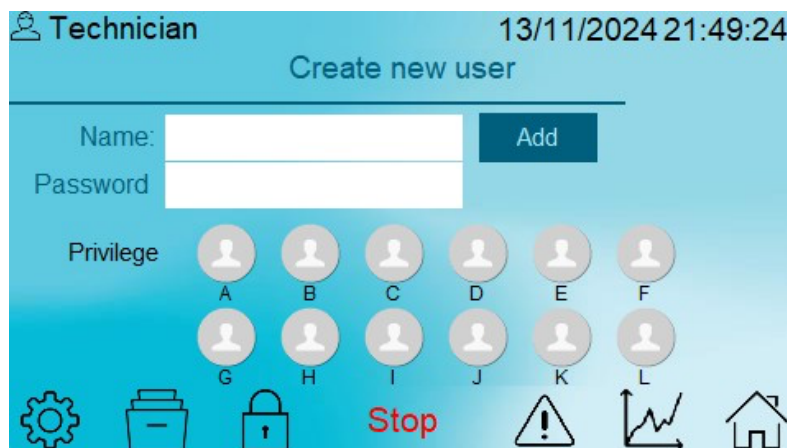 Technician 13/11/2024 21:49:24
Create new user
Name: Add
Password
Privilege
A B C D E F
G H I J K L
Stop